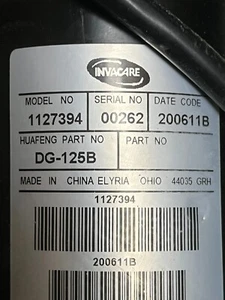 INVACARE
MODEL NO SERIAL NO DATE CODE
1127394 00262 200611B
HUAFENG PART NO PART NO
DG-125B
MADE IN CHINA ELYRIA OHIO 44035 GRH
1127394
200611B